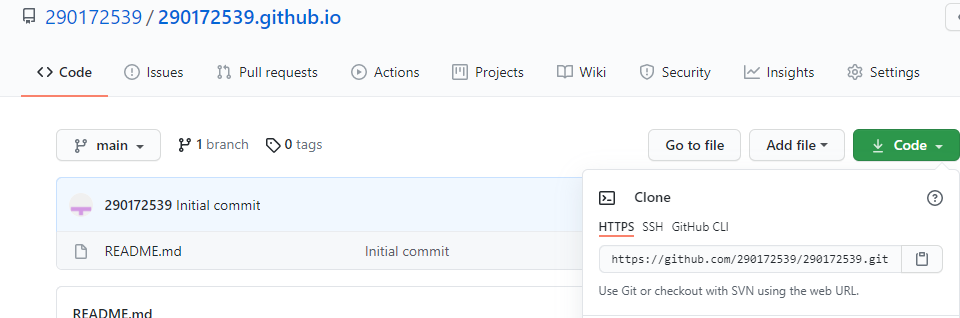 290172539 / 290172539.github.io
Code Issues Pull requests Actions Projects Wiki Security Insights Settings
main 1 branch 0 tags Go to file Add file Code
290172539 Initial commit
README.md Initial commit
README.md
Clone
HTTPS SSH GitHub CLI
https://github.com/290172539/290172539.git
Use Git or checkout with SVN using the web URL.